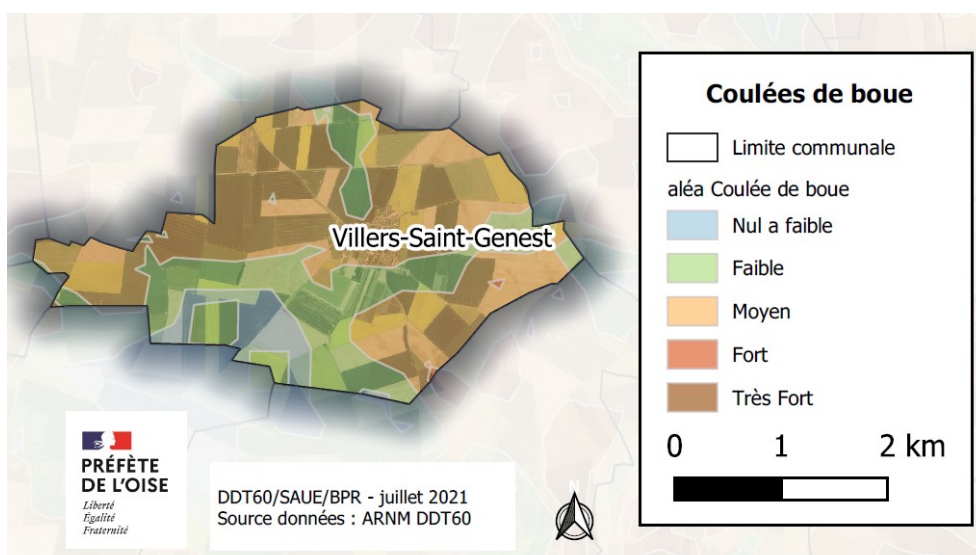 Coulées de boue
Limite communale
aléa Coulée de boue
Nul a faible
Faible
Moyen
Fort
Très Fort
0 1 2 km
Villers-Saint-Genest
PRÉFÈTE
DE L'OISE
Liberté
Égalité
Fraternité
DDT60/SAUE/BPR - juillet 2021
Source données : ARNM DDT60
N